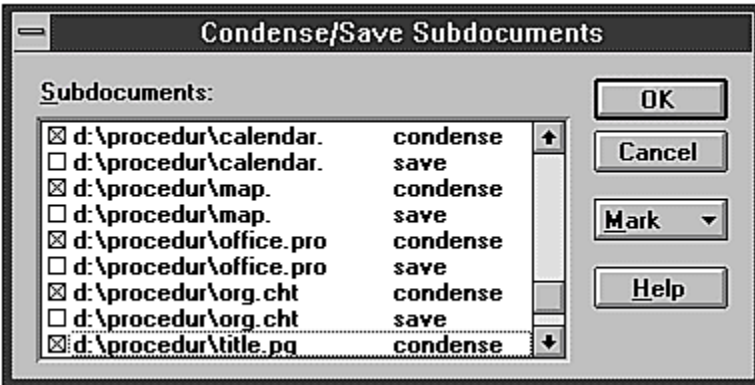 Condense/Save Subdocuments
Subdocuments:
d:\procedur\calendar. condense
d:\procedur\calendar. save
d:\procedur\map. condense
d:\procedur\map. save
d:\procedur\office.pro condense
d:\procedur\office.pro save
d:\procedur\org.cht condense
d:\procedur\org.cht save
d:\procedur\title.pg condense
OK
Cancel
Mark
Help